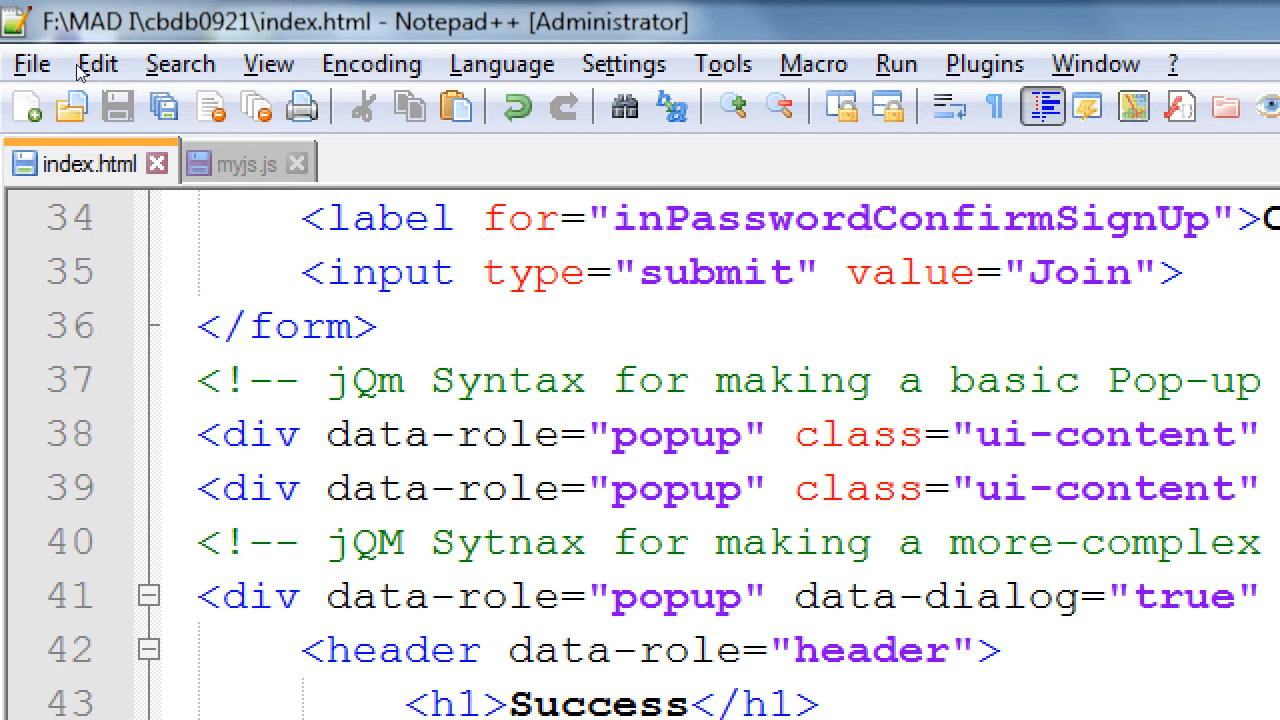 F:\MAD I\cbdb0921\index.html - Notepad++ [Administrator]
File Edit Search View Encoding Language Settings Tools Macro Run Plugins Window ?
index.html myjs.js
34 <label for="inPasswordConfirmSignUp">C
35 <input type="submit" value="Join">
36 </form>
37 <!-- jQm Syntax for making a basic Pop-up
38 <div data-role="popup" class="ui-content"
39 <div data-role="popup" class="ui-content"
40 <!-- jQM Sytnax for making a more-complex
41 <div data-role="popup" data-dialog="true"
42 <header data-role="header">
43 <h1>Success</h1>